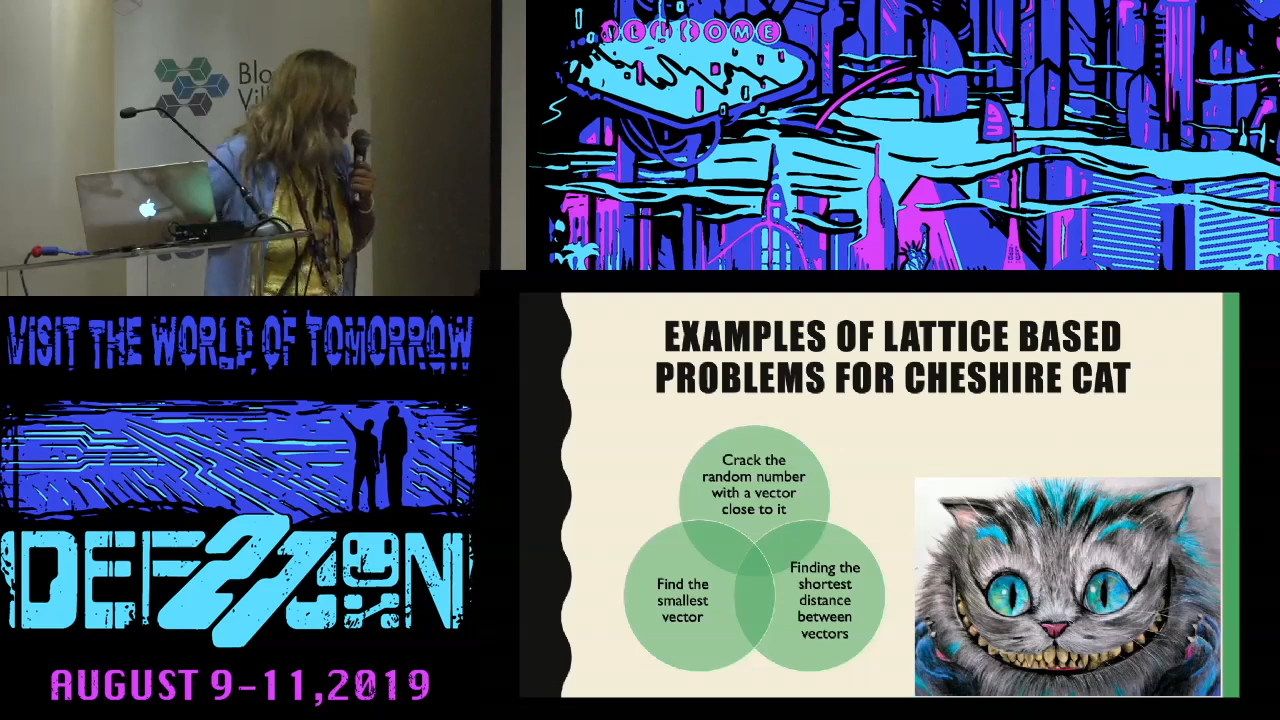 WELCOME
VISIT THE WORLD OF TOMORROW
DEF 27 CON
AUGUST 9-11, 2019
EXAMPLES OF LATTICE BASED
PROBLEMS FOR CHESHIRE CAT
Crack the
random number
with a vector
close to it
Find the
smallest
vector
Finding the
shortest
distance
between
vectors